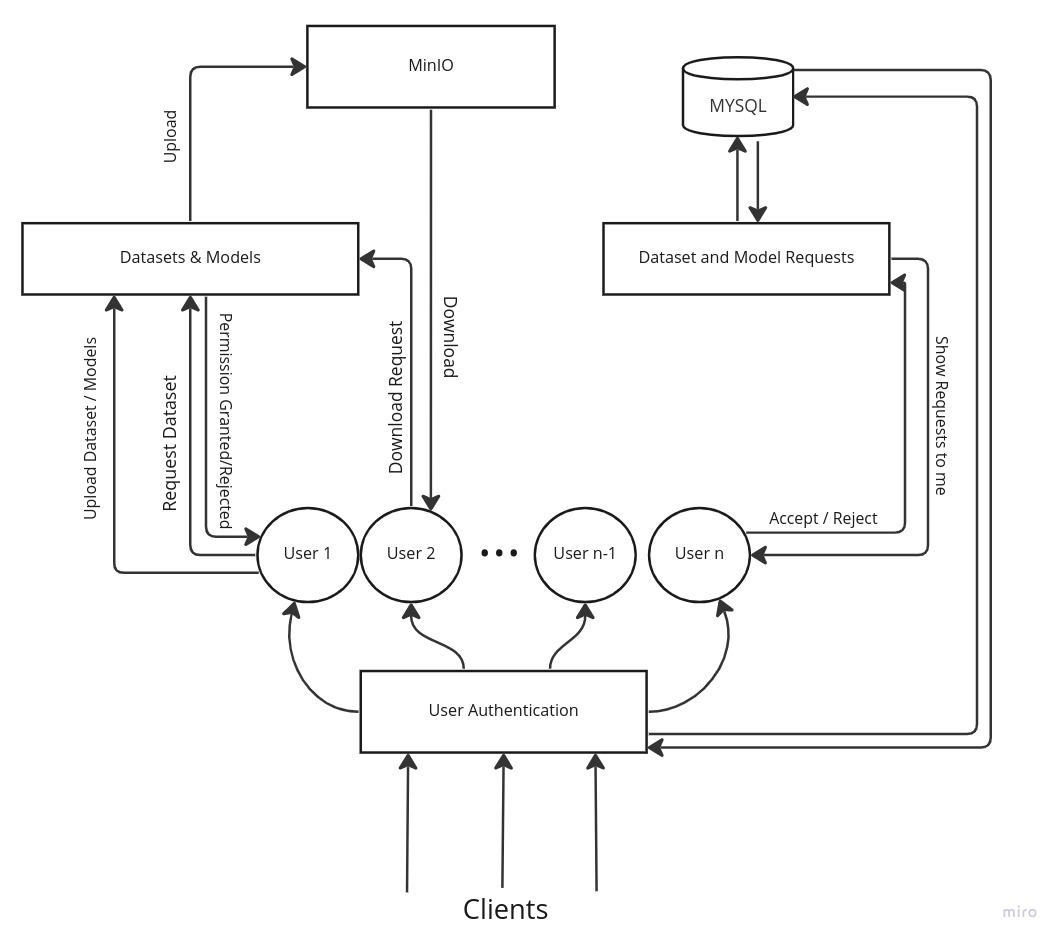 MinIO
MYSQL
Upload
Datasets & Models
Dataset and Model Requests
Upload Dataset / Models
Request Dataset
Permission Granted/Rejected
Download Request
Download
Show Requests to me
Accept / Reject
User 1
User 2
User n-1
User n
User Authentication
Clients
miro